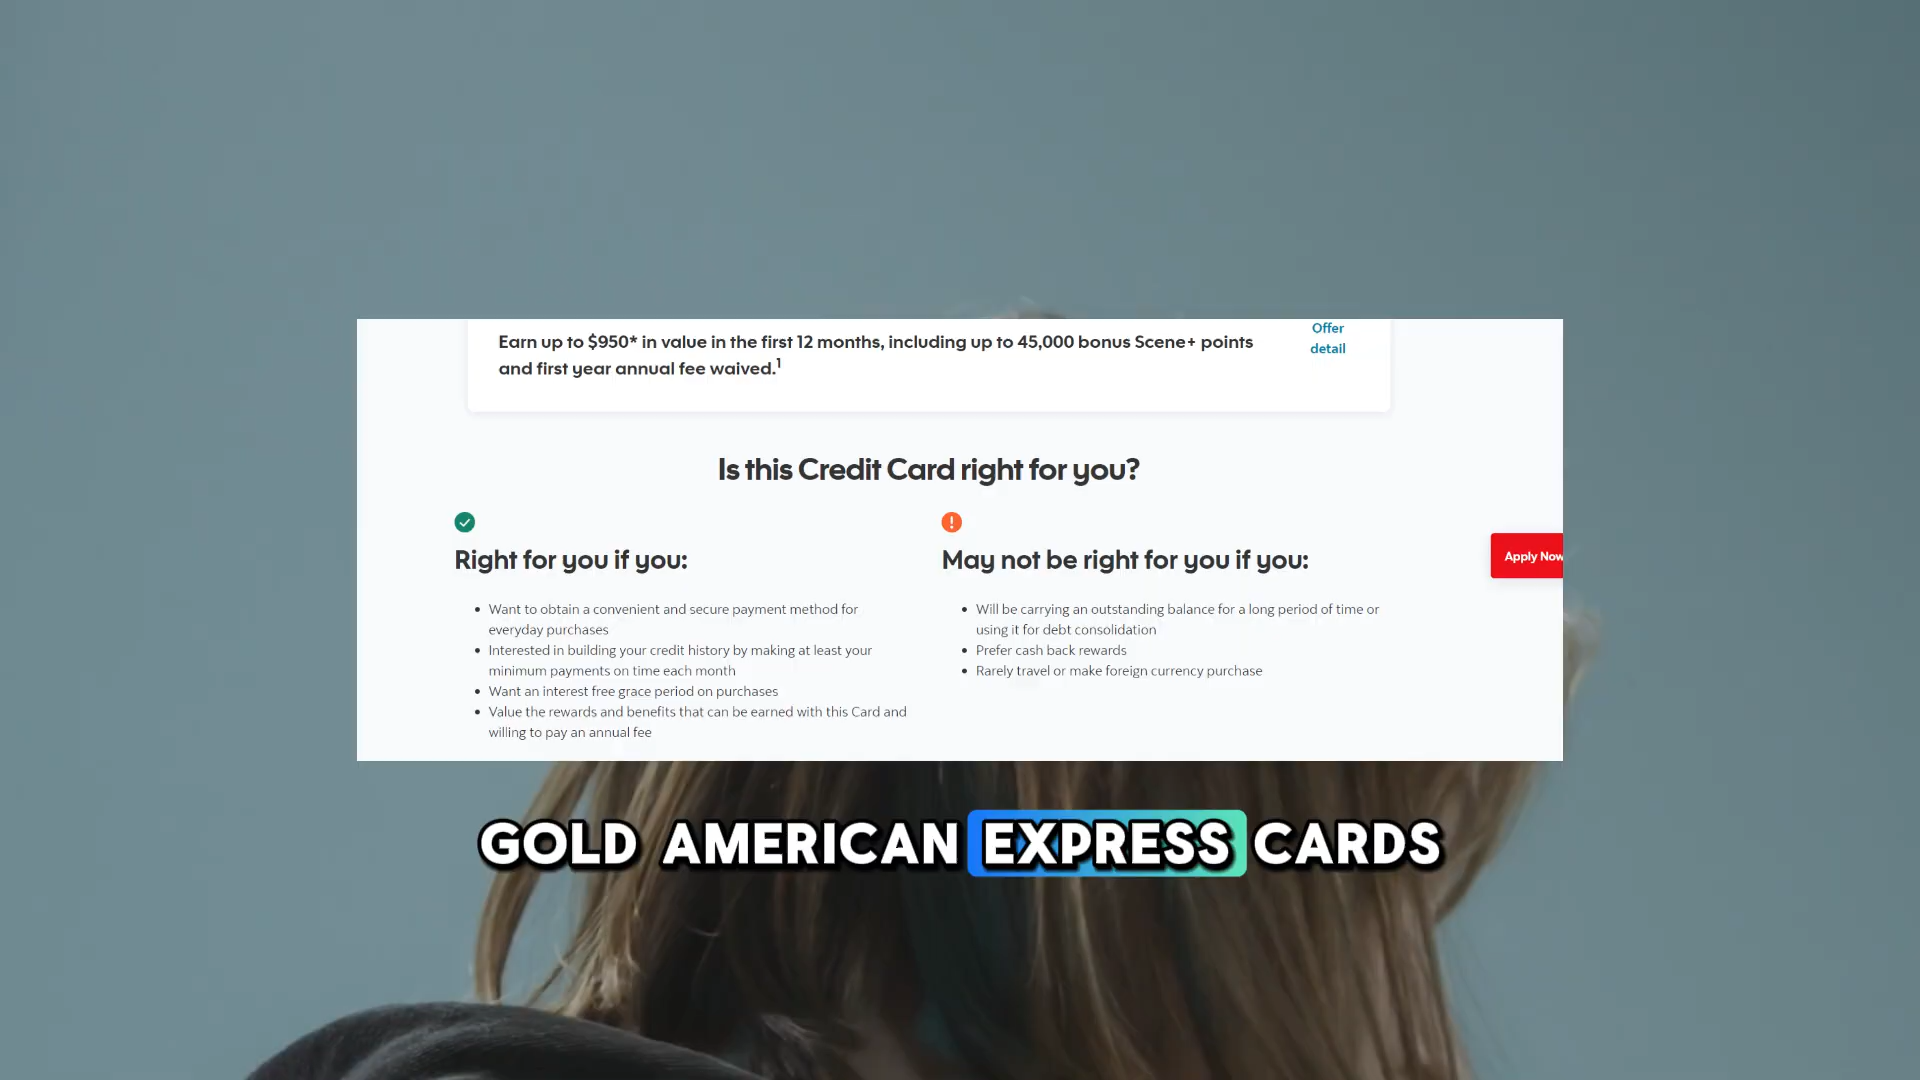 Earn up to $950* in value in the first 12 months, including up to 45,000 bonus Scene+ points
and first year annual fee waived.1
Offer
detail
Is this Credit Card right for you?
Right for you if you:
Want to obtain a convenient and secure payment method for
everyday purchases
Interested in building your credit history by making at least your
minimum payments on time each month
Want an interest free grace period on purchases
Value the rewards and benefits that can be earned with this Card and
willing to pay an annual fee
May not be right for you if you:
Will be carrying an outstanding balance for a long period of time or
using it for debt consolidation
Prefer cash back rewards
Rarely travel or make foreign currency purchase
Apply Now
GOLD AMERICAN EXPRESS CARDS